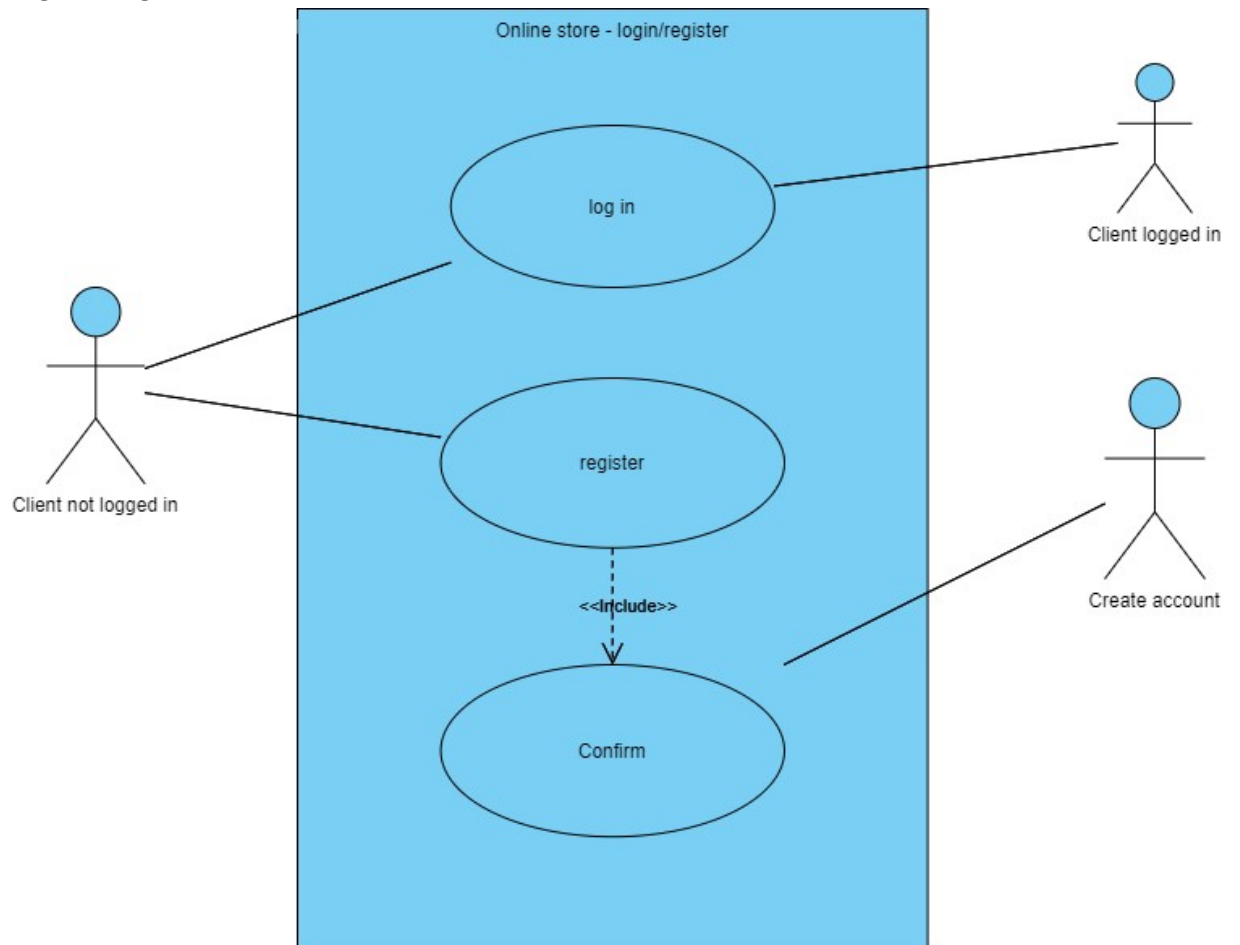 Online store - login/register
log in
Client logged in
register
Client not logged in
<<Include>>
Create account
Confirm